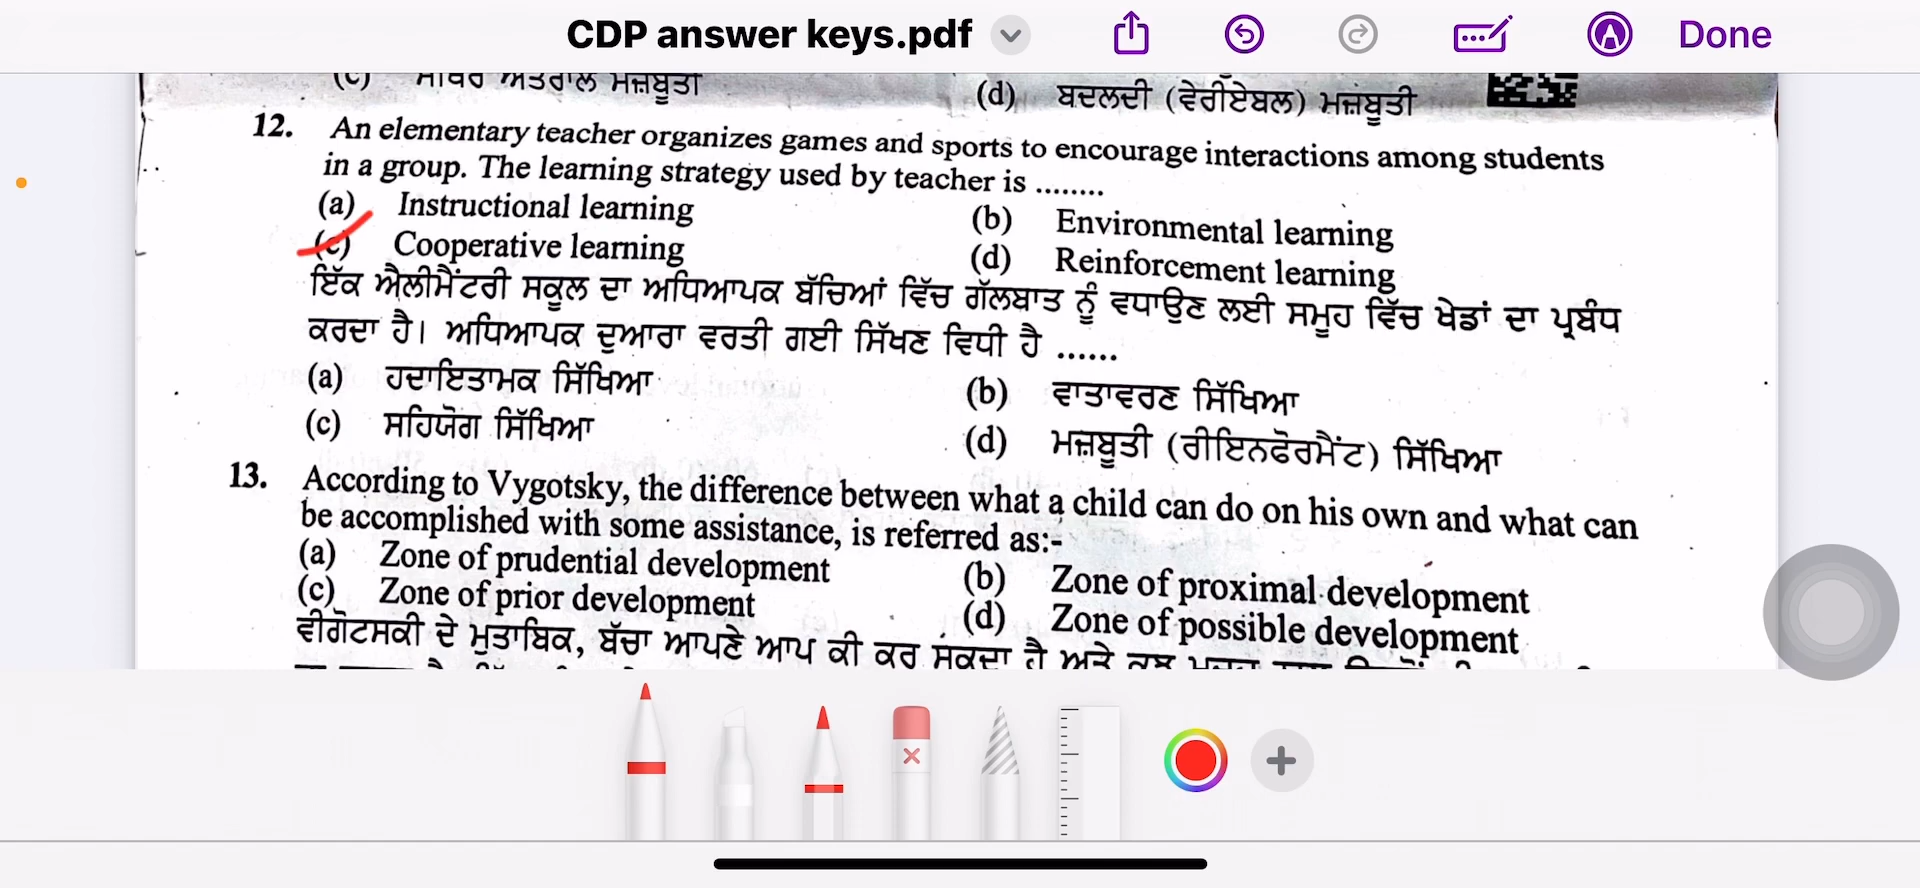 CDP answer keys.pdf
Done
(c) ਸਥਿਰ ਅੰਤਰਾਲ ਮਜ਼ਬੂਤੀ
(d) ਬਦਲਦੀ (ਵੇਰੀਏਬਲ) ਮਜ਼ਬੂਤੀ
12. An elementary teacher organizes games and sports to encourage interactions among students
in a group. The learning strategy used by teacher is ........
(a) Instructional learning
(b) Environmental learning
(c) Cooperative learning
(d) Reinforcement learning
ਇੱਕ ਐਲੀਮੈਂਟਰੀ ਸਕੂਲ ਦਾ ਅਧਿਆਪਕ ਬੱਚਿਆਂ ਵਿੱਚ ਗੱਲਬਾਤ ਨੂੰ ਵਧਾਉਣ ਲਈ ਸਮੂਹ ਵਿੱਚ ਖੇਡਾਂ ਦਾ ਪ੍ਰਬੰਧ
ਕਰਦਾ ਹੈ। ਅਧਿਆਪਕ ਦੁਆਰਾ ਵਰਤੀ ਗਈ ਸਿੱਖਣ ਵਿਧੀ ਹੈ ......
(a) ਹਦਾਇਤਾਮਕ ਸਿੱਖਿਆ
(b) ਵਾਤਾਵਰਣ ਸਿੱਖਿਆ
(c) ਸਹਿਯੋਗ ਸਿੱਖਿਆ
(d) ਮਜ਼ਬੂਤੀ (ਰੀਇਨਫੋਰਮੈਂਟ) ਸਿੱਖਿਆ
13. According to Vygotsky, the difference between what a child can do on his own and what can
be accomplished with some assistance, is referred as:-
(a) Zone of prudential development
(b) Zone of proximal development
(c) Zone of prior development
(d) Zone of possible development
ਵੀਗੋਟਸਕੀ ਦੇ ਮੁਤਾਬਿਕ, ਬੱਚਾ ਆਪਣੇ ਆਪ ਕੀ ਕਰ ਸਕਦਾ ਹੈ ਅਤੇ ਕੁਝ